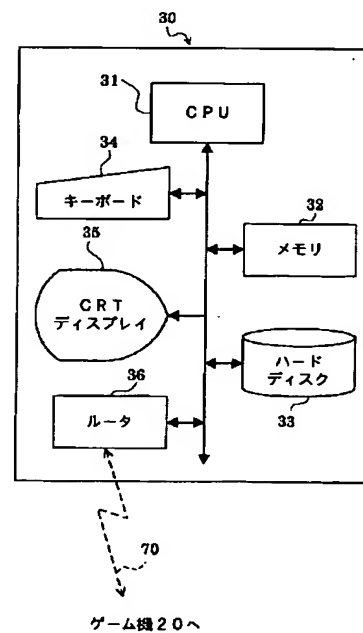 30
31
CPU
34
キーボード
32
メモリ
35
CRT
ディスプレイ
ハード
ディスク
33
36
ルータ
70
ゲーム機20へ